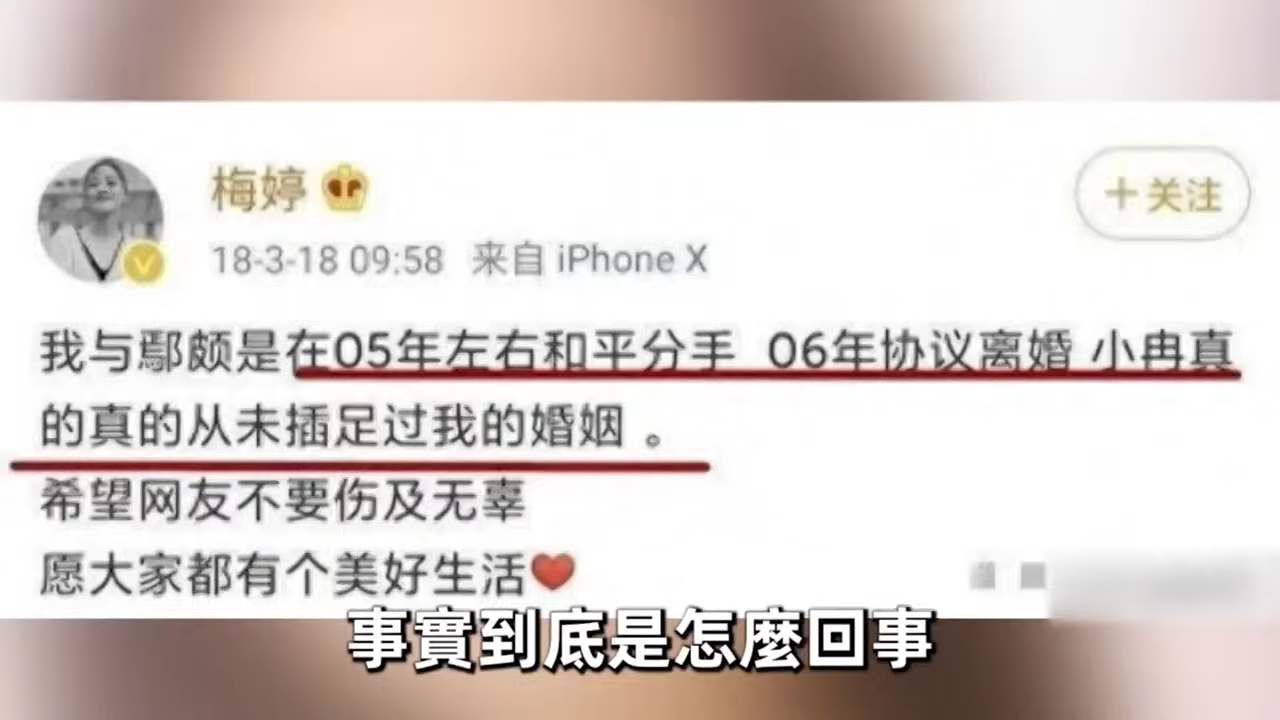 梅婷
+关注
18-3-18 09:58 来自 iPhone X
我与鄢颇是在05年左右和平分手 06年协议离婚 小冉真
的真的从未插足过我的婚姻 。
希望网友不要伤及无辜
愿大家都有个美好生活❤️
事實到底是怎麼回事